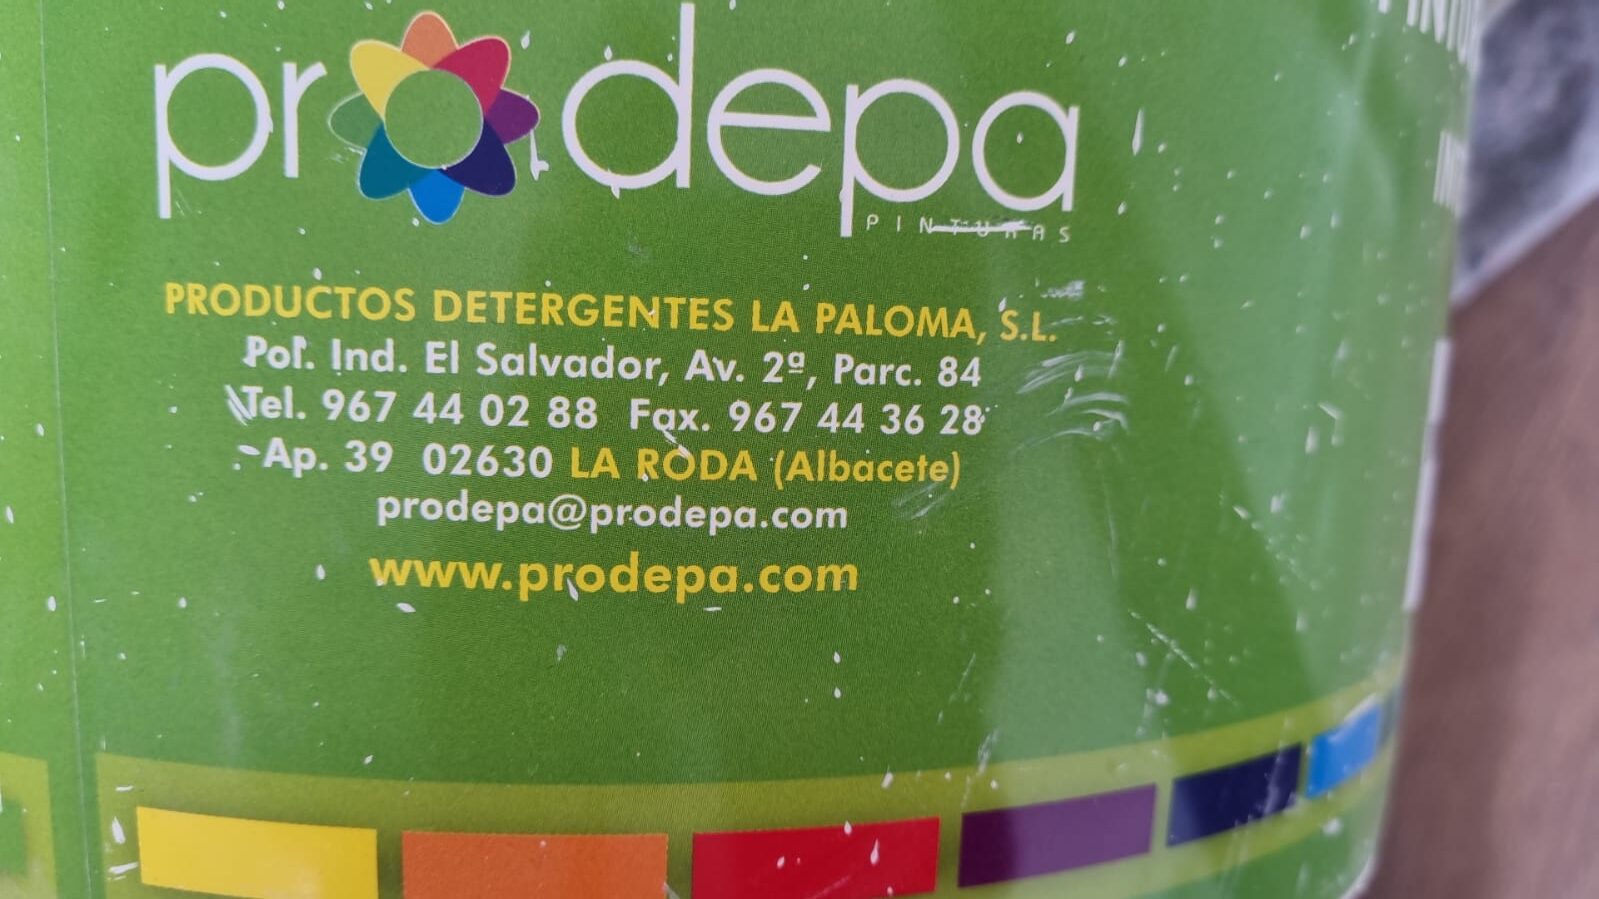 prodepa
PINTURAS
PRODUCTOS DETERGENTES LA PALOMA, S.L.
Pol. Ind. El Salvador, Av. 2ª, Parc. 84
Tel. 967 44 02 88 Fax. 967 44 36 28
Ap. 39 02630 LA RODA (Albacete)
prodepa@prodepa.com
www.prodepa.com